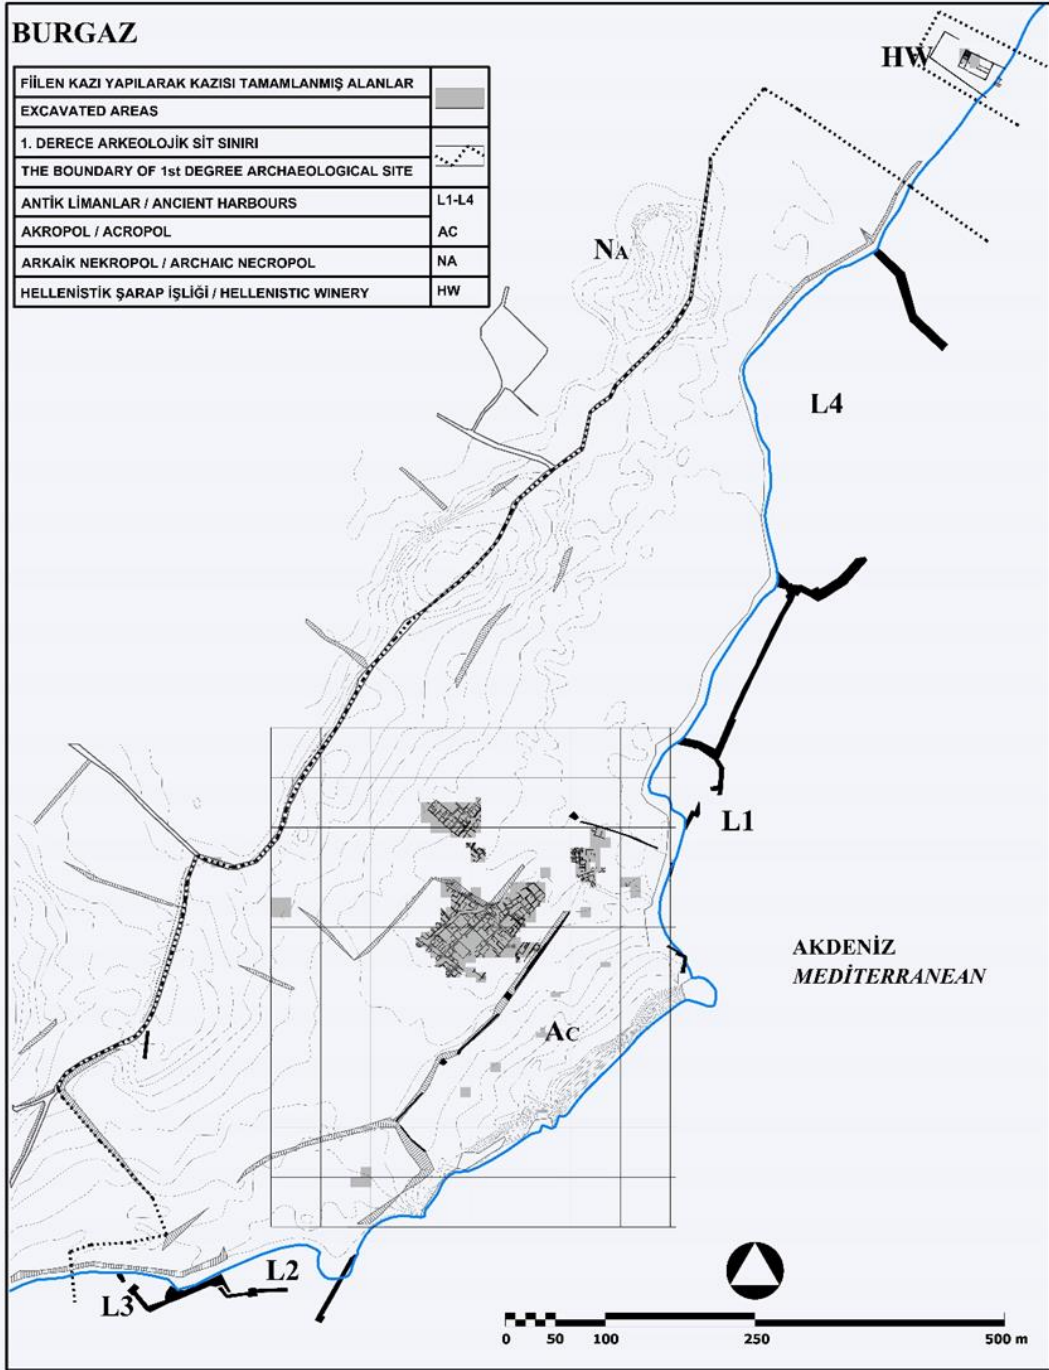 BURGAZ
FİİLEN KAZI YAPILARAK KAZISI TAMAMLANMIŞ ALANLAR
EXCAVATED AREAS
1. DERECE ARKEOLOJİK SİT SINIRI
THE BOUNDARY OF 1st DEGREE ARCHAEOLOGICAL SITE
ANTİK LİMANLAR / ANCIENT HARBOURS L1-L4
AKROPOL / ACROPOL AC
ARKAİK NEKROPOL / ARCHAIC NECROPOL NA
HELLENİSTİK ŞARAP İŞLİĞİ / HELLENISTIC WINERY HW
HW
NA
L4
L1
AKDENİZ
MEDİTERRANEAN
AC
L2
L3
0 50 100 250 500 m